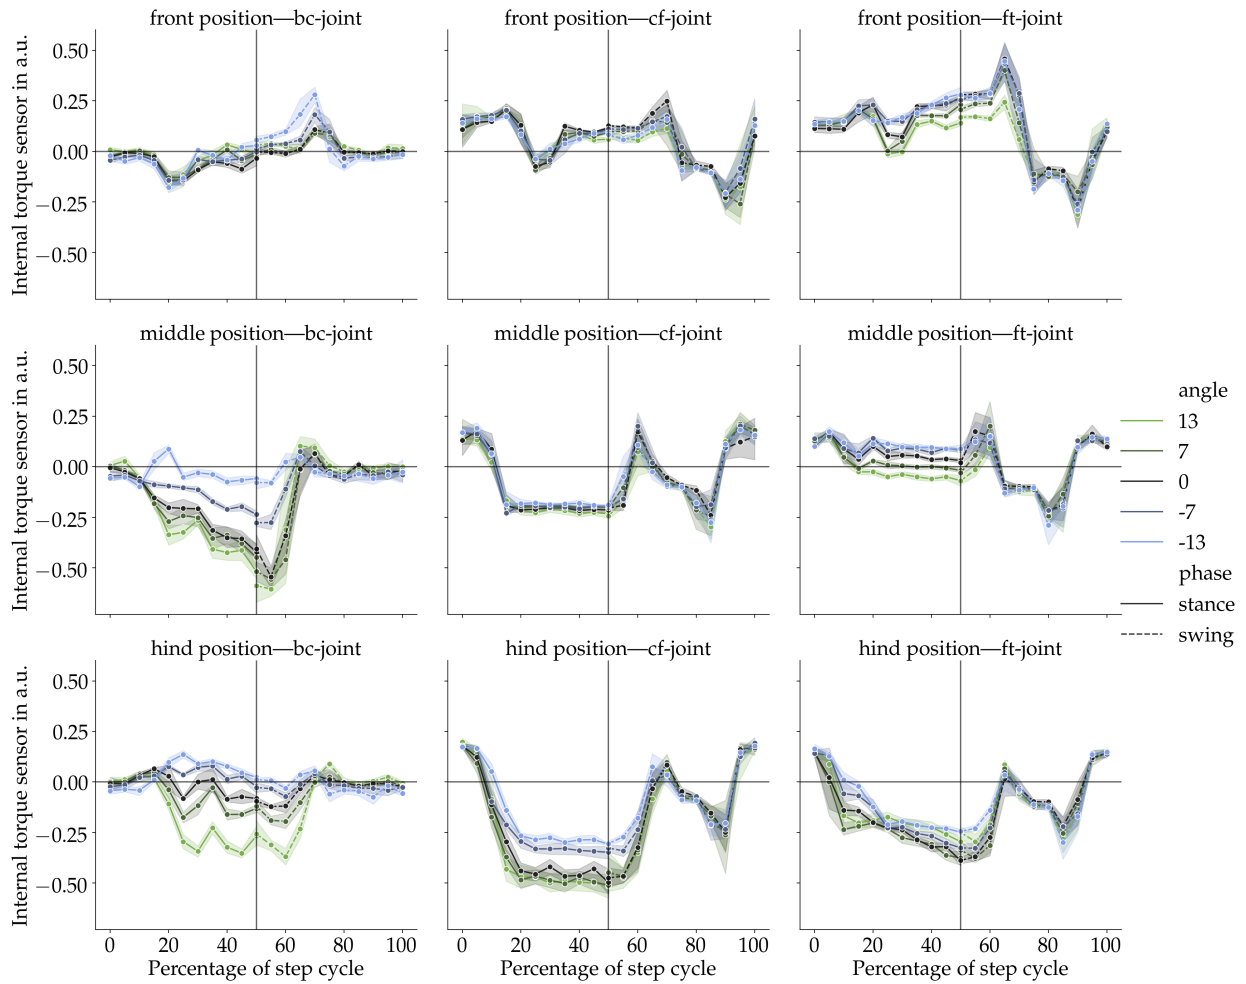 front position—bc-joint
front position—cf-joint
front position—ft-joint
Internal torque sensor in a.u.
0.50
0.25
0.00
−0.25
−0.50
middle position—bc-joint
middle position—cf-joint
middle position—ft-joint
Internal torque sensor in a.u.
0.50
0.25
0.00
−0.25
−0.50
angle
13
7
0
-7
-13
phase
stance
swing
hind position—bc-joint
hind position—cf-joint
hind position—ft-joint
Internal torque sensor in a.u.
0.50
0.25
0.00
−0.25
−0.50
0 20 40 60 80 100
0 20 40 60 80 100
0 20 40 60 80 100
Percentage of step cycle
Percentage of step cycle
Percentage of step cycle